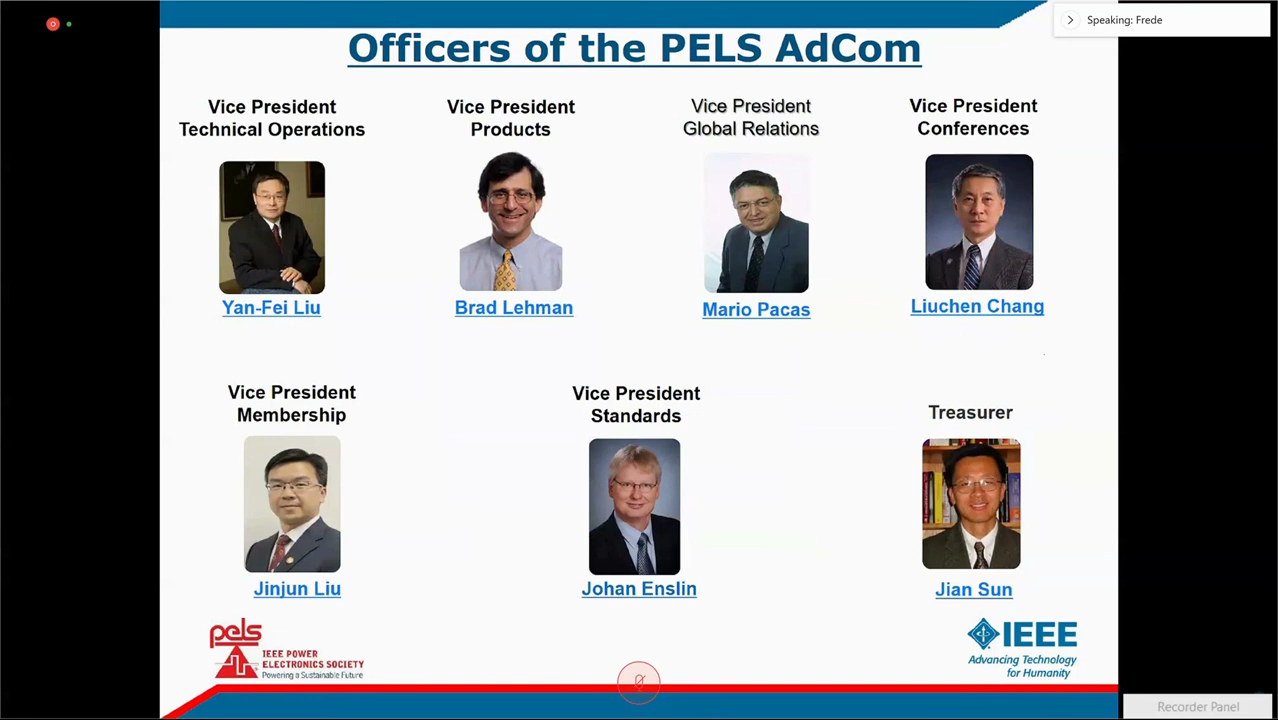 Speaking: Frede
Officers of the PELS AdCom
Vice President
Technical Operations
Vice President
Products
Vice President
Global Relations
Vice President
Conferences
Yan-Fei Liu
Brad Lehman
Mario Pacas
Liuchen Chang
Vice President
Membership
Vice President
Standards
Treasurer
Jinjun Liu
Johan Enslin
Jian Sun
pels
IEEE POWER
ELECTRONICS SOCIETY
Powering a Sustainable Future
IEEE
Advancing Technology
for Humanity
Recorder Panel